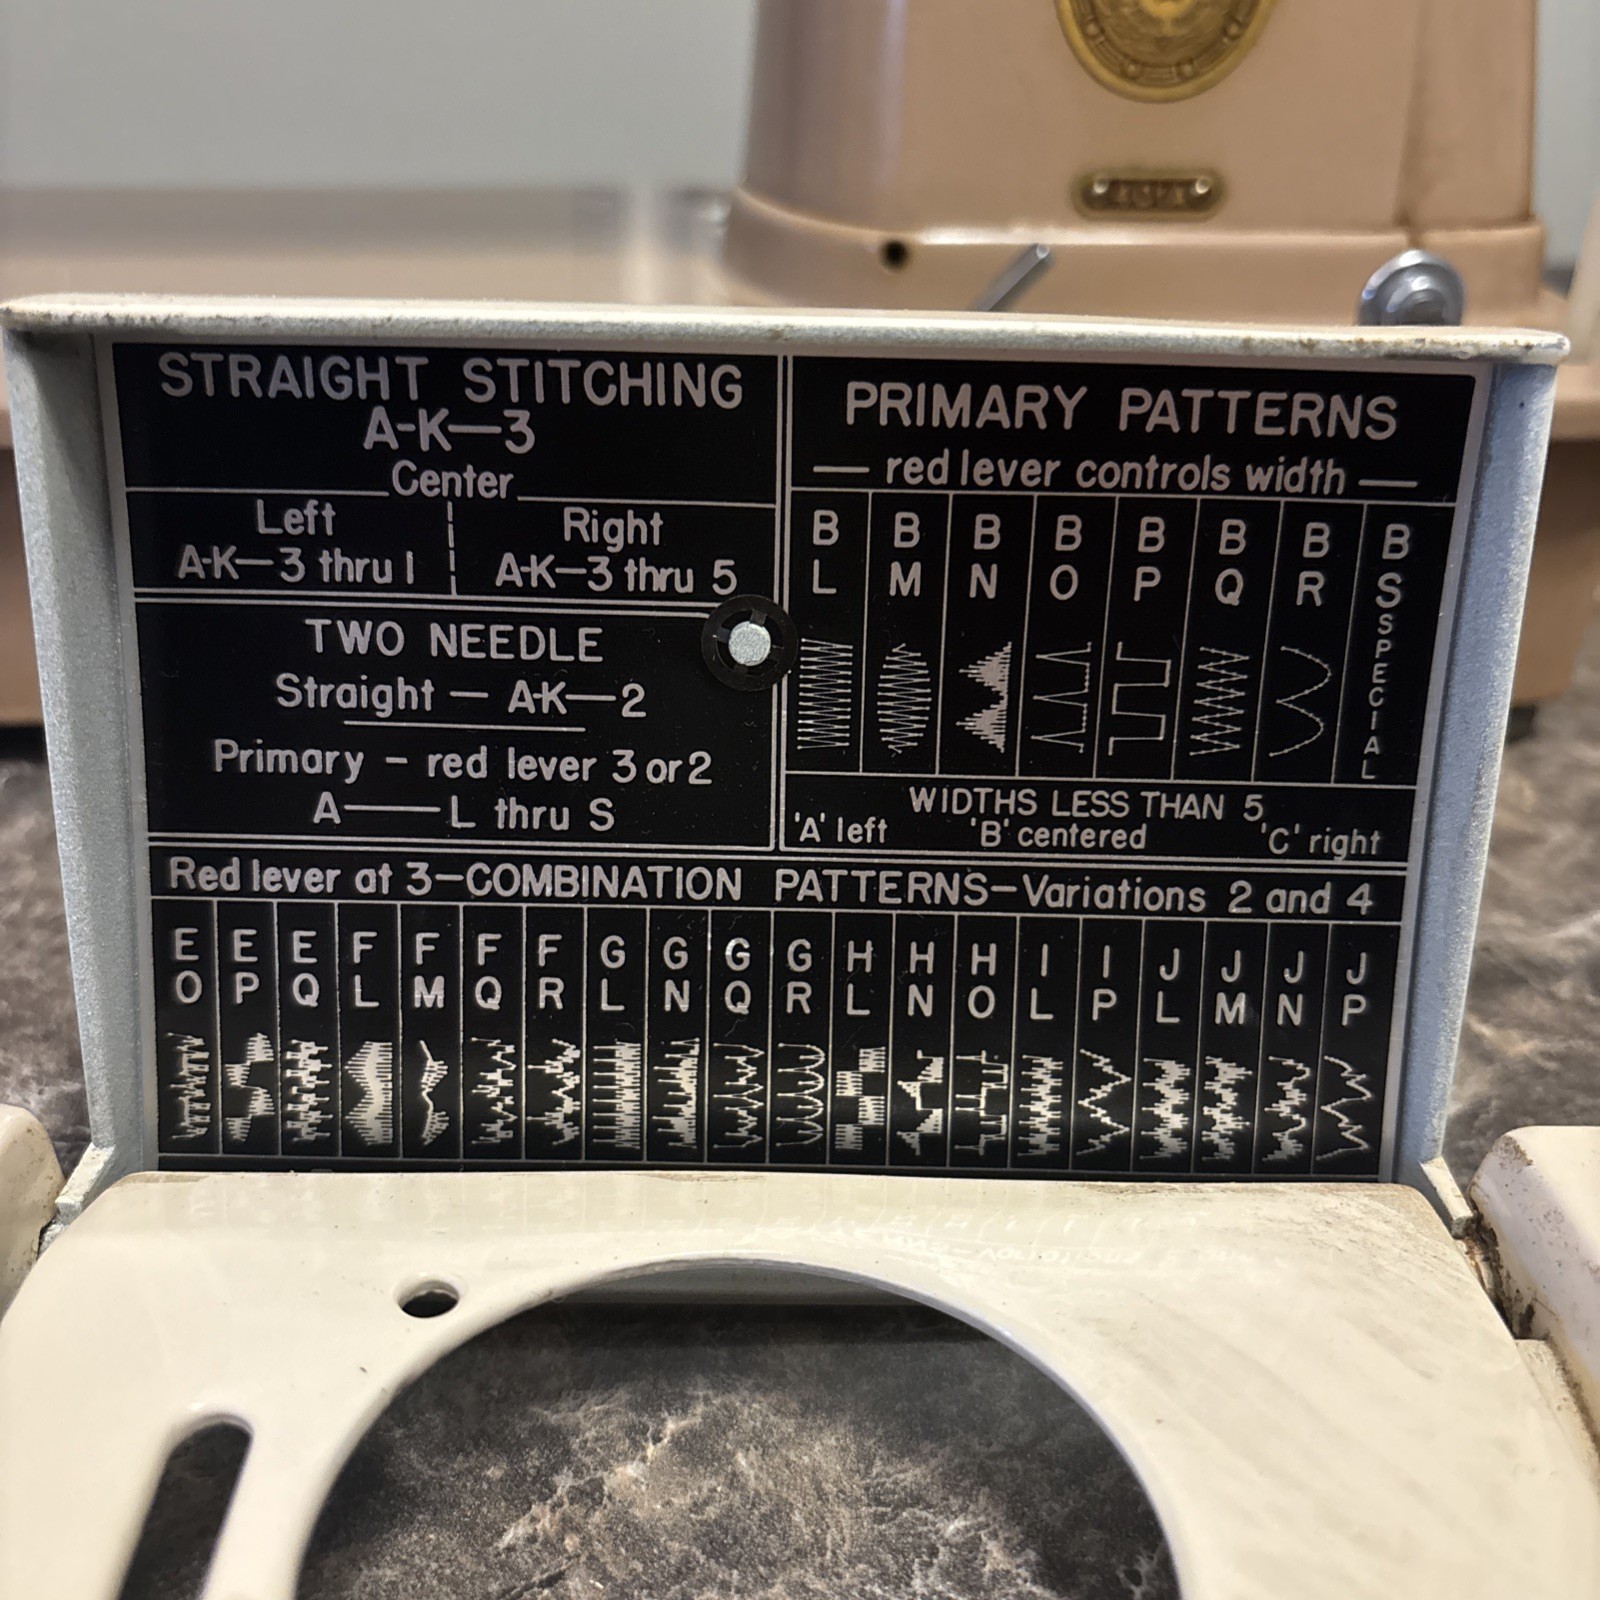 STRAIGHT STITCHING
A-K—3
Center
Left
A-K—3 thru 1
Right
A-K—3 thru 5
TWO NEEDLE
Straight — A-K—2
Primary - red lever 3 or 2
A — L thru S
PRIMARY PATTERNS
— red lever controls width —
B B B B B B B B
L M N O P Q R S
SPECIAL
WIDTHS LESS THAN 5
'A' left 'B' centered 'C' right
Red lever at 3-COMBINATION PATTERNS-Variations 2 and 4
E E E F F F F G G G G H H H I I J J J J
O P Q L M Q R L N Q R L N O L P L M N P